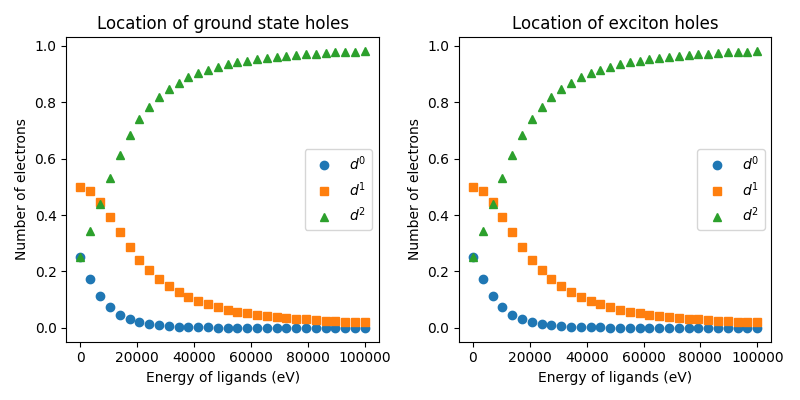 Location of ground state holes
Number of electrons
1.0
0.8
0.6
0.4
0.2
0.0
d⁰
d¹
d²
0 20000 40000 60000 80000 100000
Energy of ligands (eV)
Location of exciton holes
Number of electrons
1.0
0.8
0.6
0.4
0.2
0.0
d⁰
d¹
d²
0 20000 40000 60000 80000 100000
Energy of ligands (eV)